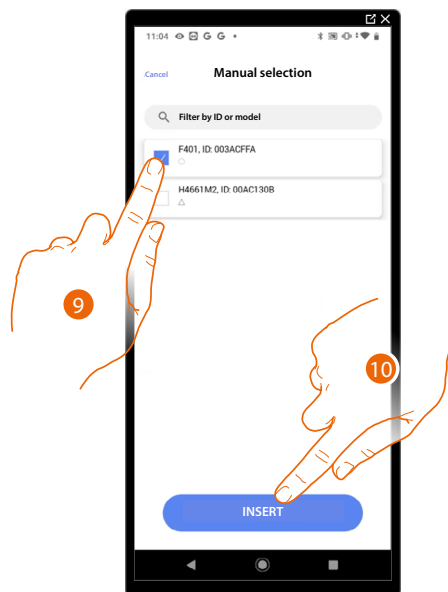 11:04 G G
Cancel
Manual selection
Filter by ID or model
F401, ID: 003ACFFA
H4661M2, ID: 00AC130B
9
10
INSERT